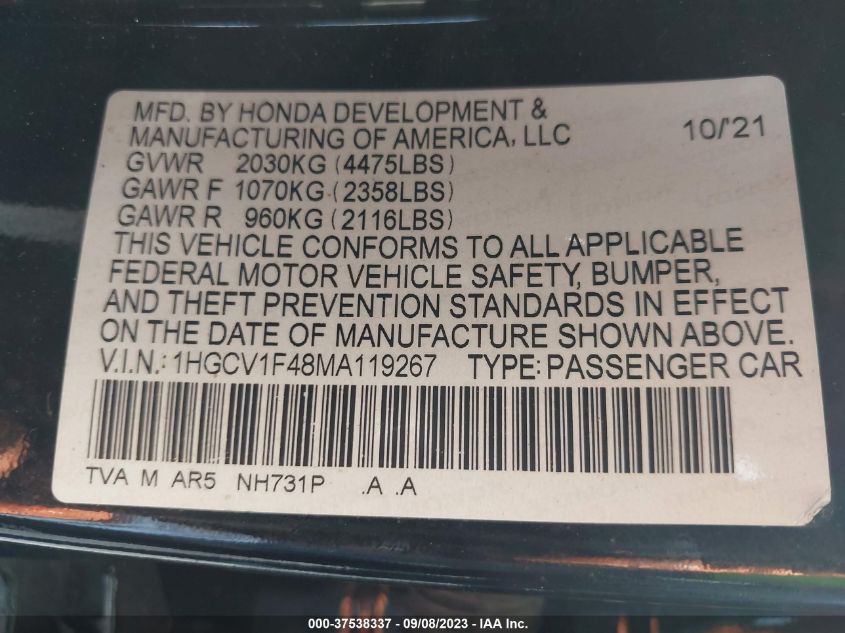 MFD. BY HONDA DEVELOPMENT &
MANUFACTURING OF AMERICA, LLC 10/'21
GVWR 2030KG (4475LBS)
GAWR F 1070KG (2358LBS)
GAWR R 960KG (2116LBS)
THIS VEHICLE CONFORMS TO ALL APPLICABLE
FEDERAL MOTOR VEHICLE SAFETY, BUMPER,
AND THEFT PREVENTION STANDARDS IN EFFECT
ON THE DATE OF MANUFACTURE SHOWN ABOVE.
V.I.N.: 1HGCV1F48MA119267 TYPE: PASSENGER CAR
TVA M AR5 NH731P .A .A
000-37538337 - 09/08/2023 - IAA Inc.